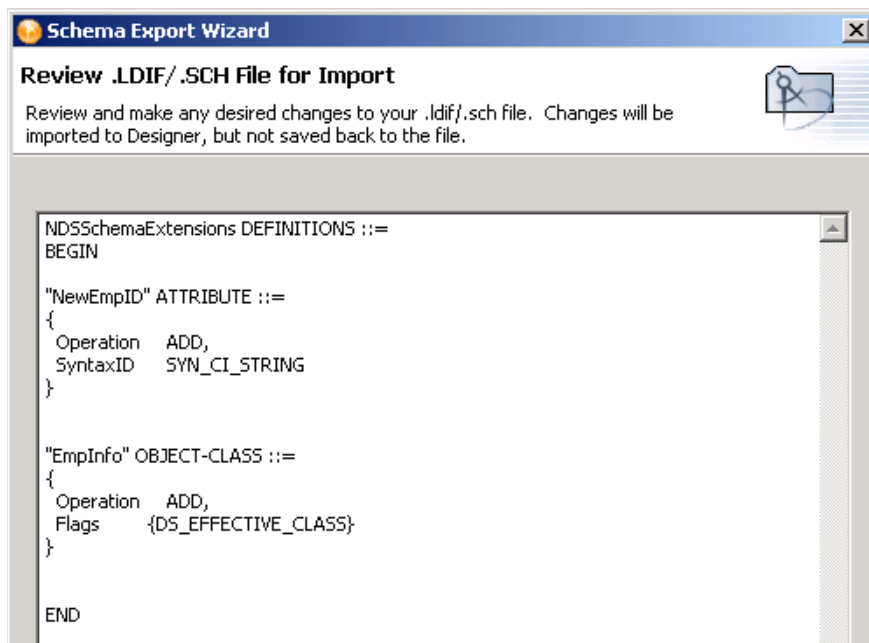 Schema Export Wizard
Review .LDIF/.SCH File for Import
Review and make any desired changes to your .ldif/.sch file.  Changes will be
imported to Designer, but not saved back to the file.
NDSSchemaExtensions DEFINITIONS ::=
BEGIN
"NewEmpID" ATTRIBUTE ::=
{
Operation    ADD,
SyntaxID    SYN_CI_STRING
}
"EmpInfo" OBJECT-CLASS ::=
{
Operation    ADD,
Flags    {DS_EFFECTIVE_CLASS}
}
END